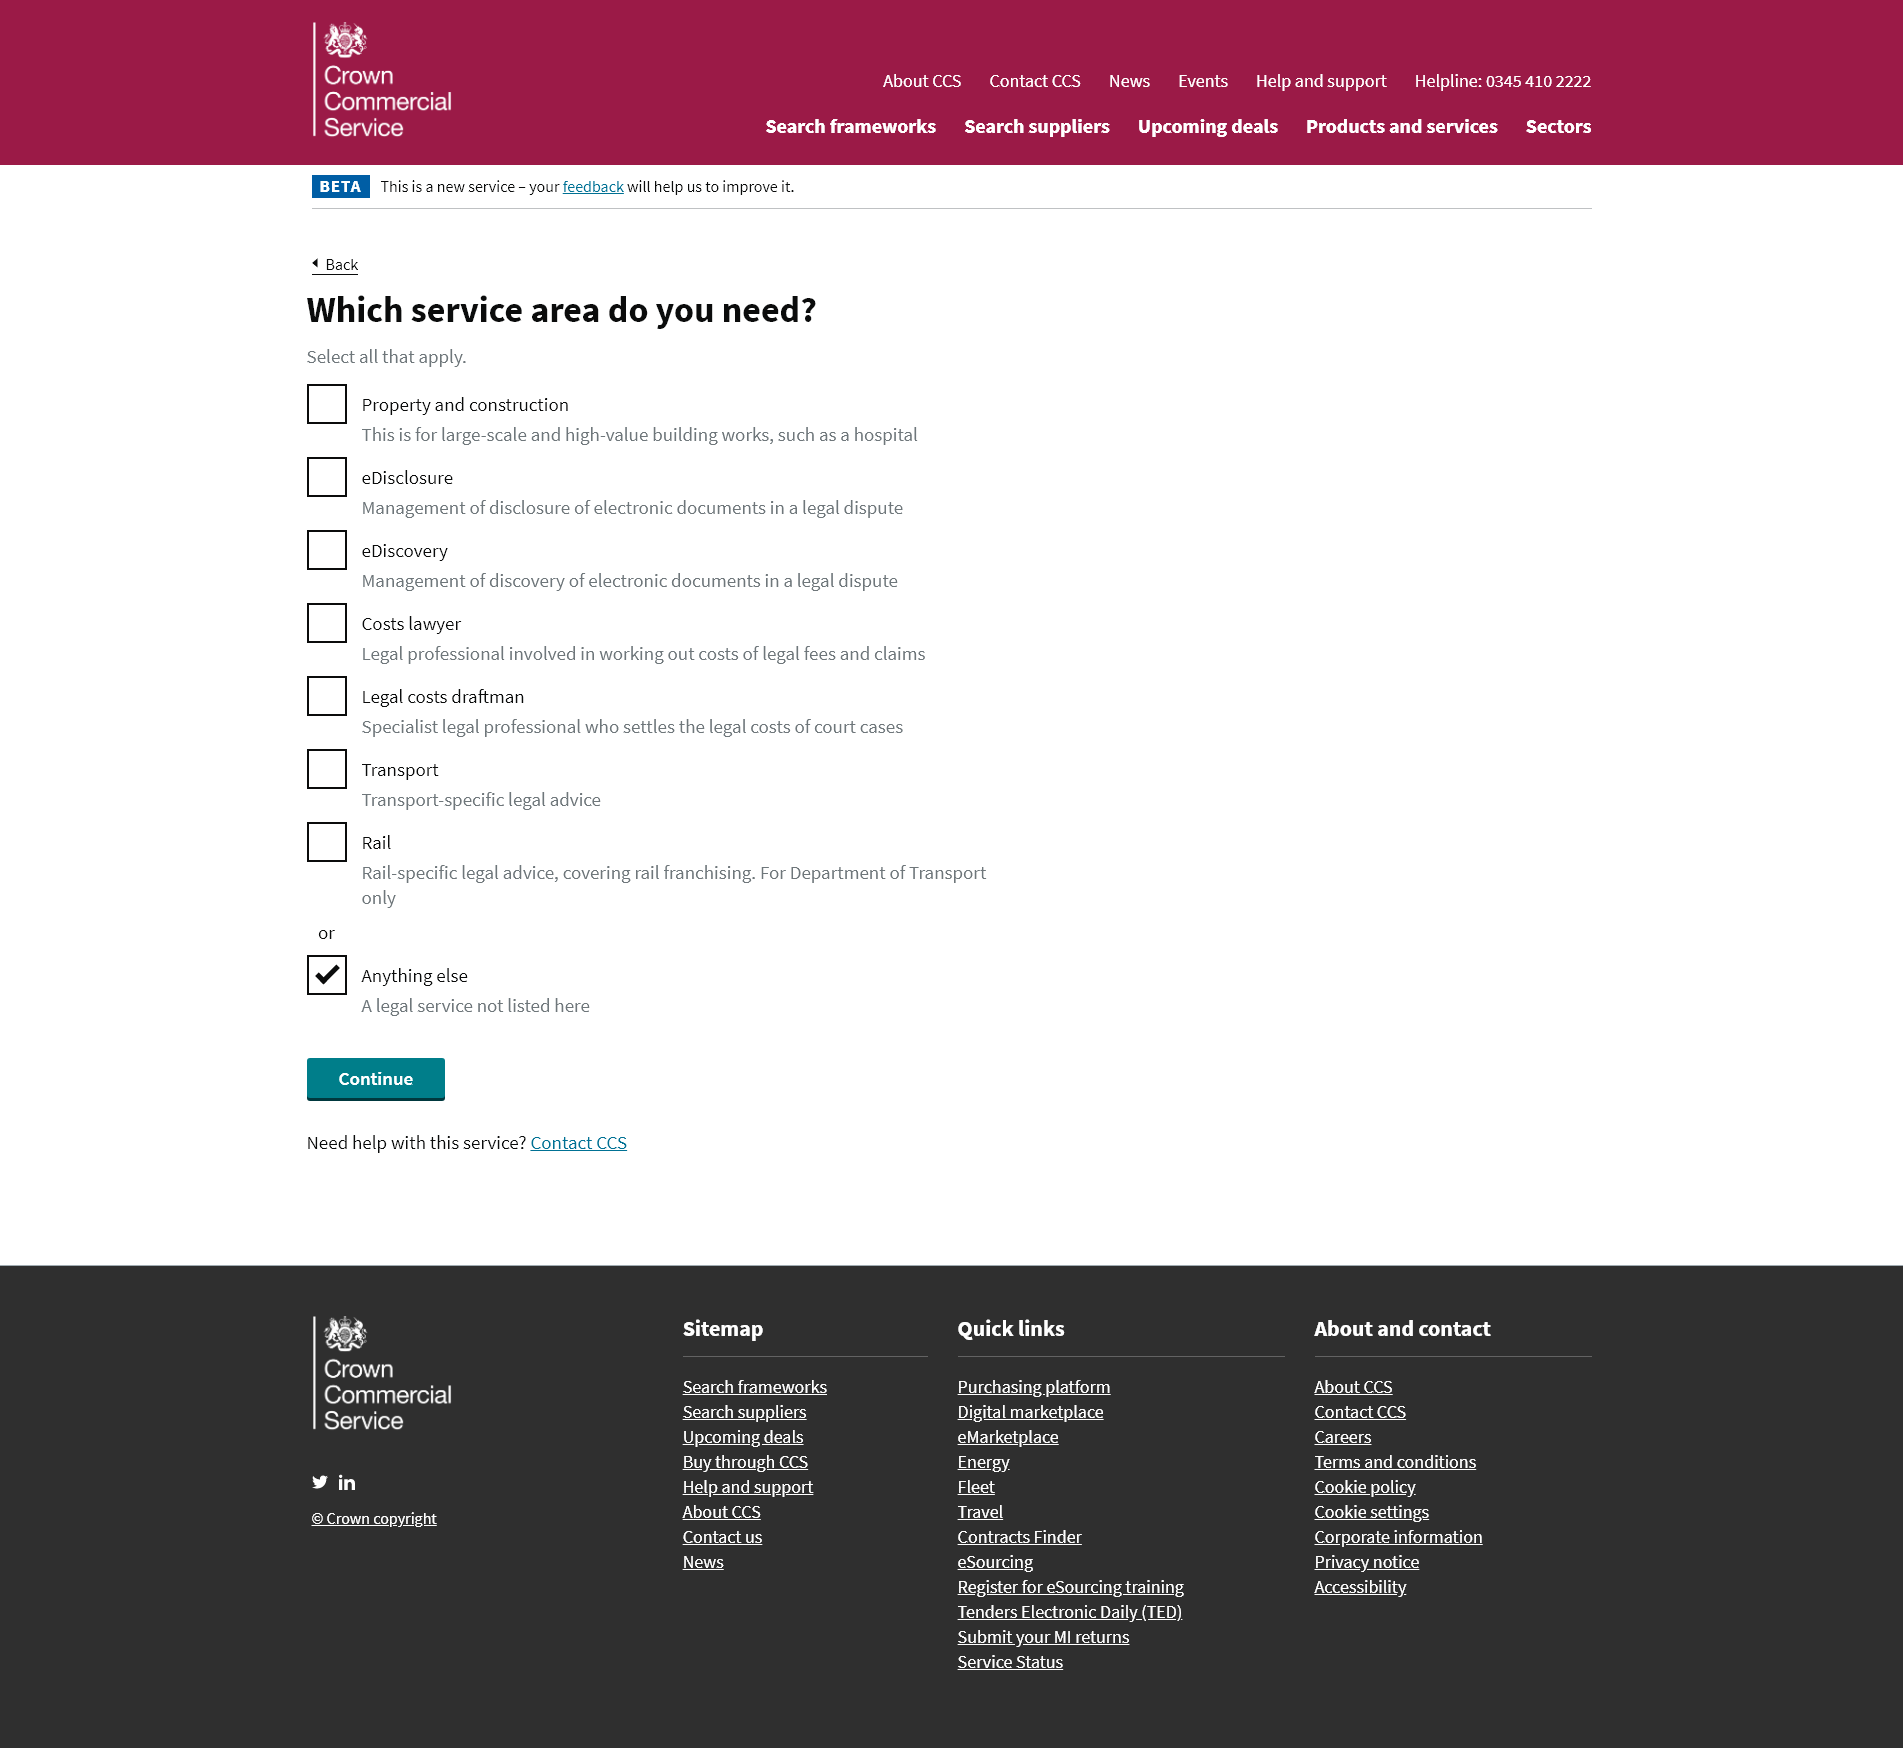 Crown
Commercial
Service
About CCS Contact CCS News Events Help and support Helpline: 0345 410 2222
Search frameworks Search suppliers Upcoming deals Products and services Sectors
BETA This is a new service – your feedback will help us to improve it.
Back
Which service area do you need?
Select all that apply.
Property and construction
This is for large-scale and high-value building works, such as a hospital
eDisclosure
Management of disclosure of electronic documents in a legal dispute
eDiscovery
Management of discovery of electronic documents in a legal dispute
Costs lawyer
Legal professional involved in working out costs of legal fees and claims
Legal costs draftman
Specialist legal professional who settles the legal costs of court cases
Transport
Transport-specific legal advice
Rail
Rail-specific legal advice, covering rail franchising. For Department of Transport
only
or
Anything else
A legal service not listed here
Continue
Need help with this service? Contact CCS
Crown
Commercial
Service
© Crown copyright
Sitemap
Search frameworks
Search suppliers
Upcoming deals
Buy through CCS
Help and support
About CCS
Contact us
News
Quick links
Purchasing platform
Digital marketplace
eMarketplace
Energy
Fleet
Travel
Contracts Finder
eSourcing
Register for eSourcing training
Tenders Electronic Daily (TED)
Submit your MI returns
Service Status
About and contact
About CCS
Contact CCS
Careers
Terms and conditions
Cookie policy
Cookie settings
Corporate information
Privacy notice
Accessibility